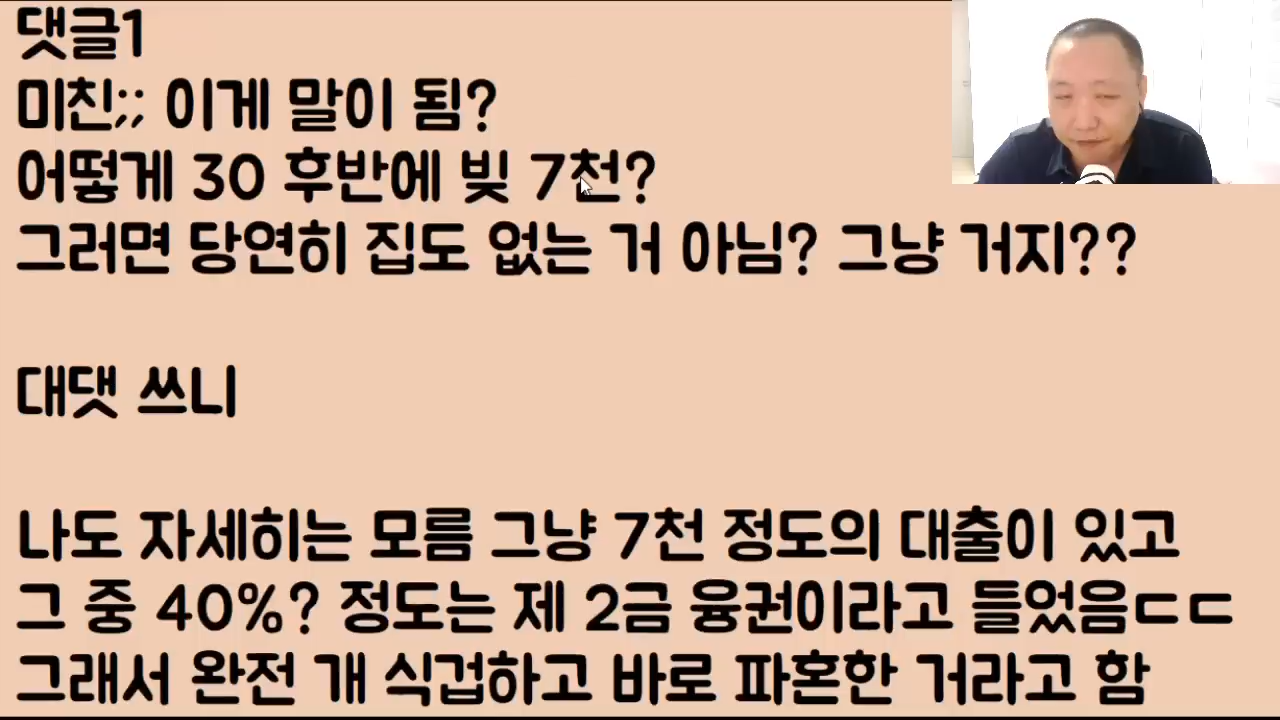 댓글1
미친;; 이게 말이 됨?
어떻게 30 후반에 빚 7천?
그러면 당연히 집도 없는 거 아님? 그냥 거지??
대댓 쓰니
나도 자세히는 모름 그냥 7천 정도의 대출이 있고
그 중 40%? 정도는 제 2금 융권이라고 들었음ㄷㄷ
그래서 완전 개 식겁하고 바로 파혼한 거라고 함